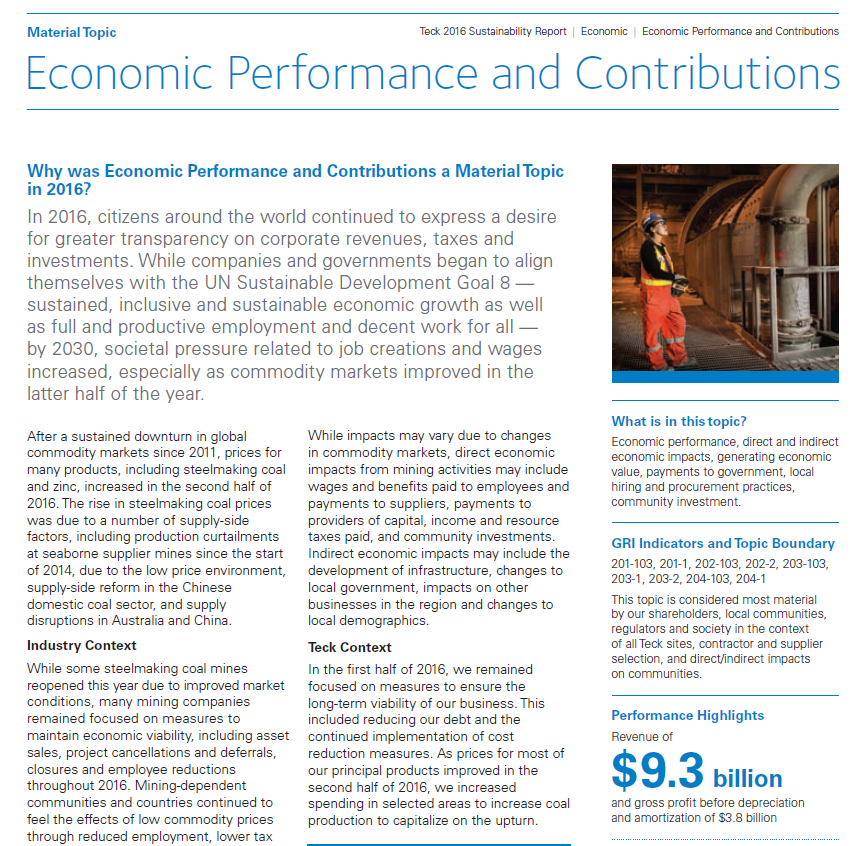 Material Topic
Teck 2016 Sustainability Report | Economic | Economic Performance and Contributions
Economic Performance and Contributions
Why was Economic Performance and Contributions a Material Topic
in 2016?
In 2016, citizens around the world continued to express a desire
for greater transparency on corporate revenues, taxes and
investments. While companies and governments began to align
themselves with the UN Sustainable Development Goal 8 —
sustained, inclusive and sustainable economic growth as well
as full and productive employment and decent work for all —
by 2030, societal pressure related to job creations and wages
increased, especially as commodity markets improved in the
latter half of the year.
After a sustained downturn in global
commodity markets since 2011, prices for
many products, including steelmaking coal
and zinc, increased in the second half of
2016. The rise in steelmaking coal prices
was due to a number of supply-side
factors, including production curtailments
at seaborne supplier mines since the start
of 2014, due to the low price environment,
supply-side reform in the Chinese
domestic coal sector, and supply
disruptions in Australia and China.
Industry Context
While some steelmaking coal mines
reopened this year due to improved market
conditions, many mining companies
remained focused on measures to
maintain economic viability, including asset
sales, project cancellations and deferrals,
closures and employee reductions
throughout 2016. Mining-dependent
communities and countries continued to
feel the effects of low commodity prices
through reduced employment, lower tax
While impacts may vary due to changes
in commodity markets, direct economic
impacts from mining activities may include
wages and benefits paid to employees and
payments to suppliers, payments to
providers of capital, income and resource
taxes paid, and community investments.
Indirect economic impacts may include the
development of infrastructure, changes to
local government, impacts on other
businesses in the region and changes to
local demographics.
Teck Context
In the first half of 2016, we remained
focused on measures to ensure the
long-term viability of our business. This
included reducing our debt and the
continued implementation of cost
reduction measures. As prices for most of
our principal products improved in the
second half of 2016, we increased
spending in selected areas to increase coal
production to capitalize on the upturn.
What is in this topic?
Economic performance, direct and indirect
economic impacts, generating economic
value, payments to government, local
hiring and procurement practices,
community investment.
GRI Indicators and Topic Boundary
201-103, 201-1, 202-103, 202-2, 203-103,
203-1, 203-2, 204-103, 204-1
This topic is considered most material
by our shareholders, local communities,
regulators and society in the context
of all Teck sites, contractor and supplier
selection, and direct/indirect impacts
on communities.
Performance Highlights
Revenue of
$9.3 billion
and gross profit before depreciation
and amortization of $3.8 billion